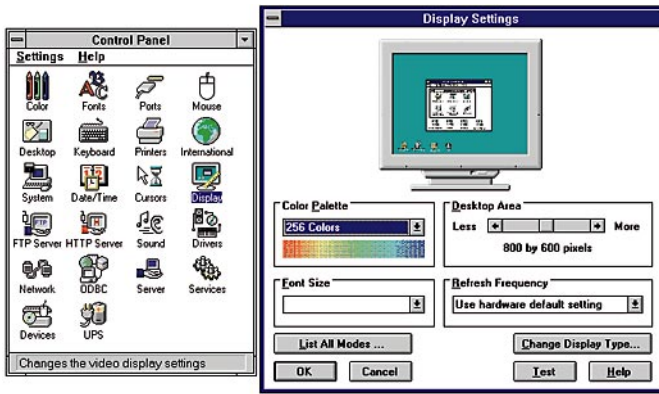 Control Panel
Settings Help
Color Fonts Ports Mouse
Desktop Keyboard Printers International
System Date/Time Cursors Display
FTP Server HTTP Server Sound Drivers
Network ODBC Server Services
Devices UPS
Changes the video display settings
Display Settings
Color Palette
256 Colors
Desktop Area
Less More
800 by 600 pixels
Font Size
Refresh Frequency
Use hardware default setting
List All Modes ...
Change Display Type...
OK Cancel Test Help